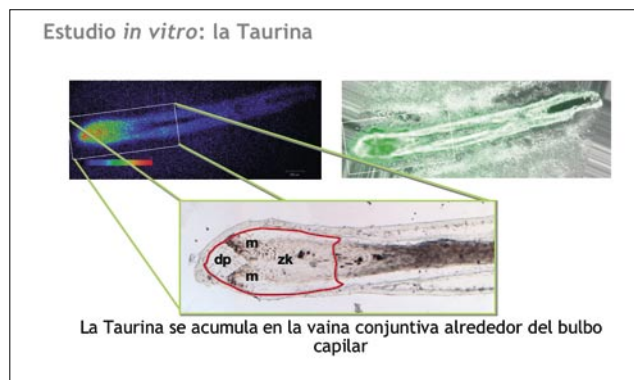 Estudio in vitro: la Taurina
m
dp
zk
m
La Taurina se acumula en la vaina conjuntiva alrededor del bulbo
capilar